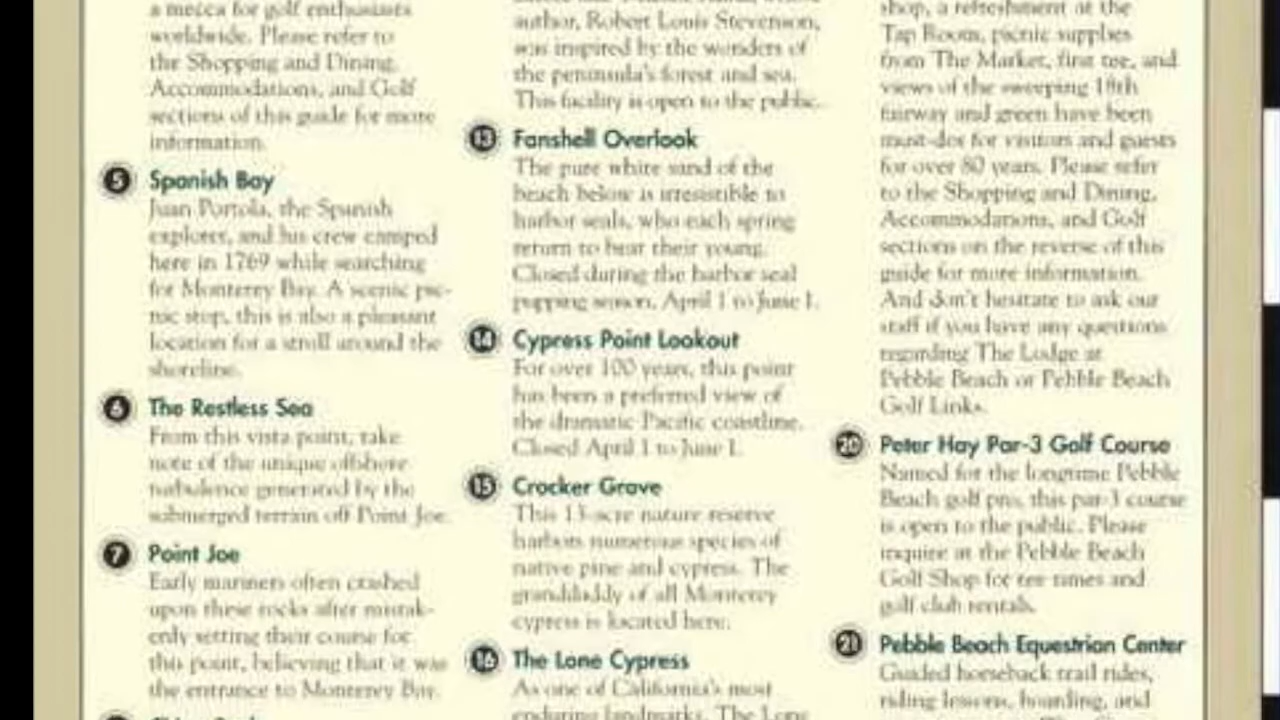 a mecca for golf enthusiasts
worldwide. Please refer to
the Shopping and Dining,
Accommodations, and Golf
sections of this guide for more
information.
5 Spanish Bay
Juan Portola, the Spanish
explorer, and his crew camped
here in 1769 while searching
for Monterey Bay. A scenic pic-
nic stop, this is also a pleasant
location for a stroll around the
shoreline.
6 The Restless Sea
From this vista point, take
note of the unique offshore
turbulence generated by the
submerged terrain off Point Joe.
7 Point Joe
Early mariners often crashed
upon these rocks after mistak-
enly setting their course for
this point, believing that it was
the entrance to Monterey Bay.
author, Robert Louis Stevenson,
was inspired by the wonders of
the peninsula's forest and sea.
This facility is open to the public.
13 Fanshell Overlook
The pure white sand of the
beach below is irresistible to
harbor seals, who each spring
return to bear their young.
Closed during the harbor seal
pupping season, April 1 to June 1.
14 Cypress Point Lookout
For over 100 years, this point
has been a preferred view of
the dramatic Pacific coastline.
Closed April 1 to June 1.
15 Crocker Grove
This 13-acre nature reserve
harbors numerous species of
native pine and cypress. The
granddaddy of all Monterey
cypress is located here.
16 The Lone Cypress
As one of California's most
enduring landmarks, The Lone
shop, a refreshment at the
Tap Room, picnic supplies
from The Market, first tee, and
views of the sweeping 18th
fairway and green have been
must-dos for visitors and guests
for over 80 years. Please refer
to the Shopping and Dining,
Accommodations, and Golf
sections on the reverse of this
guide for more information.
And don't hesitate to ask our
staff if you have any questions
regarding The Lodge at
Pebble Beach or Pebble Beach
Golf Links.
20 Peter Hay Par-3 Golf Course
Named for the longtime Pebble
Beach golf pro, this par-3 course
is open to the public. Please
inquire at the Pebble Beach
Golf Shop for tee times and
golf club rentals.
21 Pebble Beach Equestrian Center
Guided horseback trail rides,
riding lessons, boarding, and